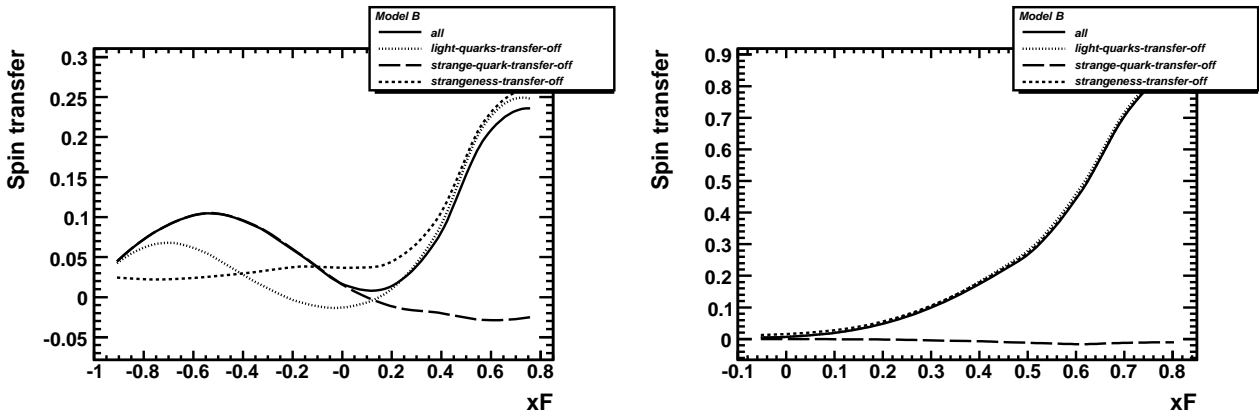 Model B
all
light-quarks-transfer-off
strange-quark-transfer-off
strangeness-transfer-off
Spin transfer
0.3
0.25
0.2
0.15
0.1
0.05
0
-0.05
-1 -0.8 -0.6 -0.4 -0.2 -0 0.2 0.4 0.6 0.8
xF
Model B
all
light-quarks-transfer-off
strange-quark-transfer-off
strangeness-transfer-off
Spin transfer
0.9
0.8
0.7
0.6
0.5
0.4
0.3
0.2
0.1
0
-0.1 0 0.1 0.2 0.3 0.4 0.5 0.6 0.7 0.8
xF